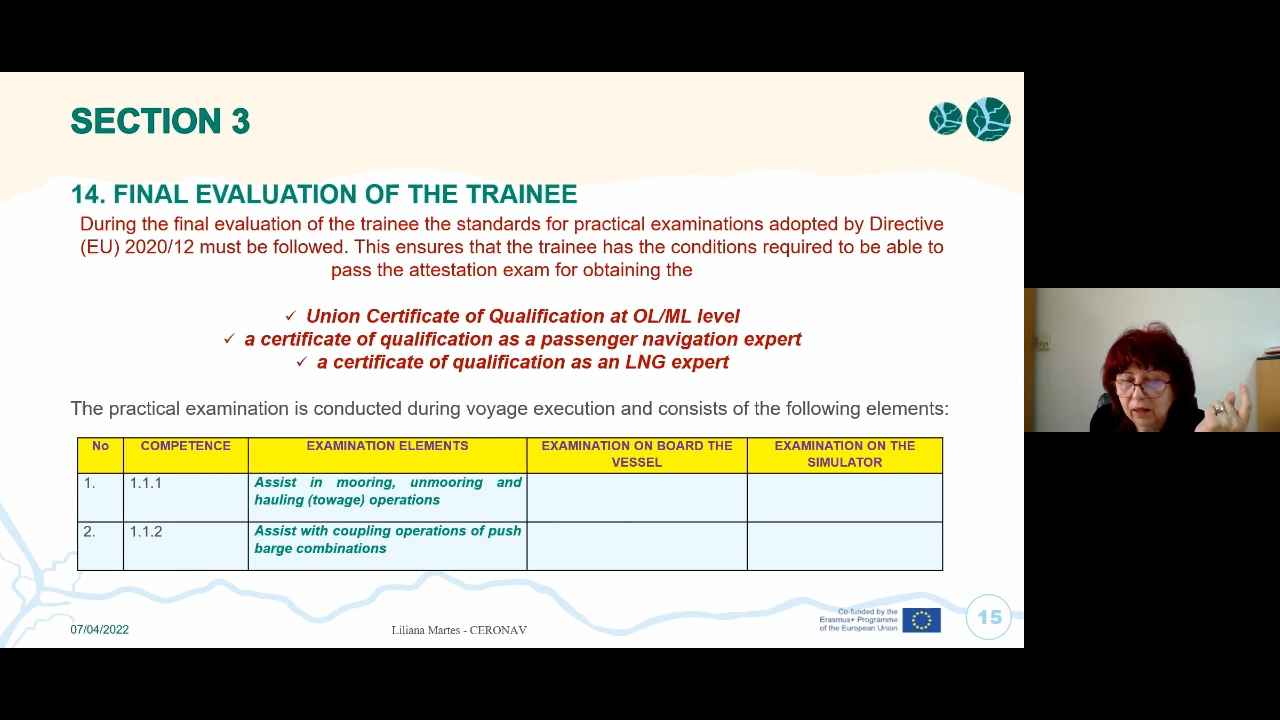 SECTION 3
14. FINAL EVALUATION OF THE TRAINEE
During the final evaluation of the trainee the standards for practical examinations adopted by Directive
(EU) 2020/12 must be followed. This ensures that the trainee has the conditions required to be able to
pass the attestation exam for obtaining the
✓ Union Certificate of Qualification at OL/ML level
✓ a certificate of qualification as a passenger navigation expert
✓ a certificate of qualification as an LNG expert
The practical examination is conducted during voyage execution and consists of the following elements:
No COMPETENCE EXAMINATION ELEMENTS EXAMINATION ON BOARD THE VESSEL EXAMINATION ON THE SIMULATOR
1. 1.1.1 Assist in mooring, unmooring and
hauling (towage) operations
2. 1.1.2 Assist with coupling operations of push
barge combinations
07/04/2022
Liliana Martes - CERONAV
Co-funded by the
Erasmus+ Programme
of the European Union
15